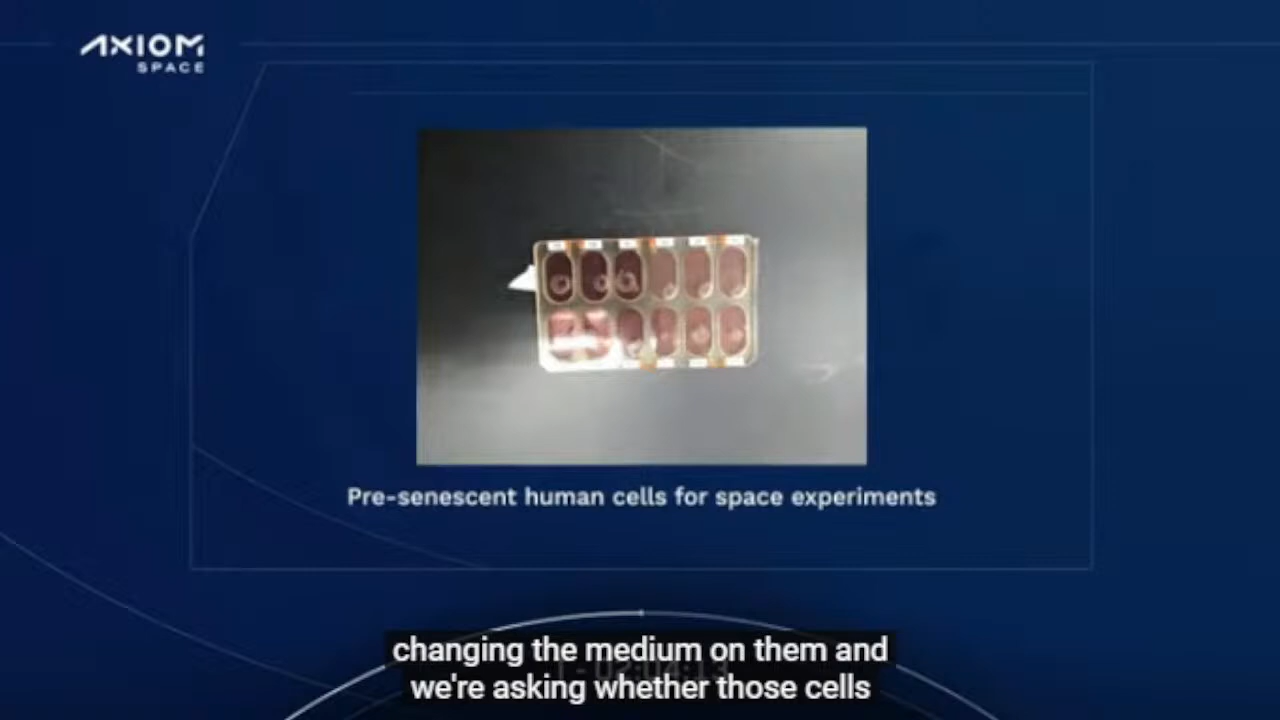 AXIOM
SPACE
Pre-senescent human cells for space experiments
changing the medium on them and
we're asking whether those cells